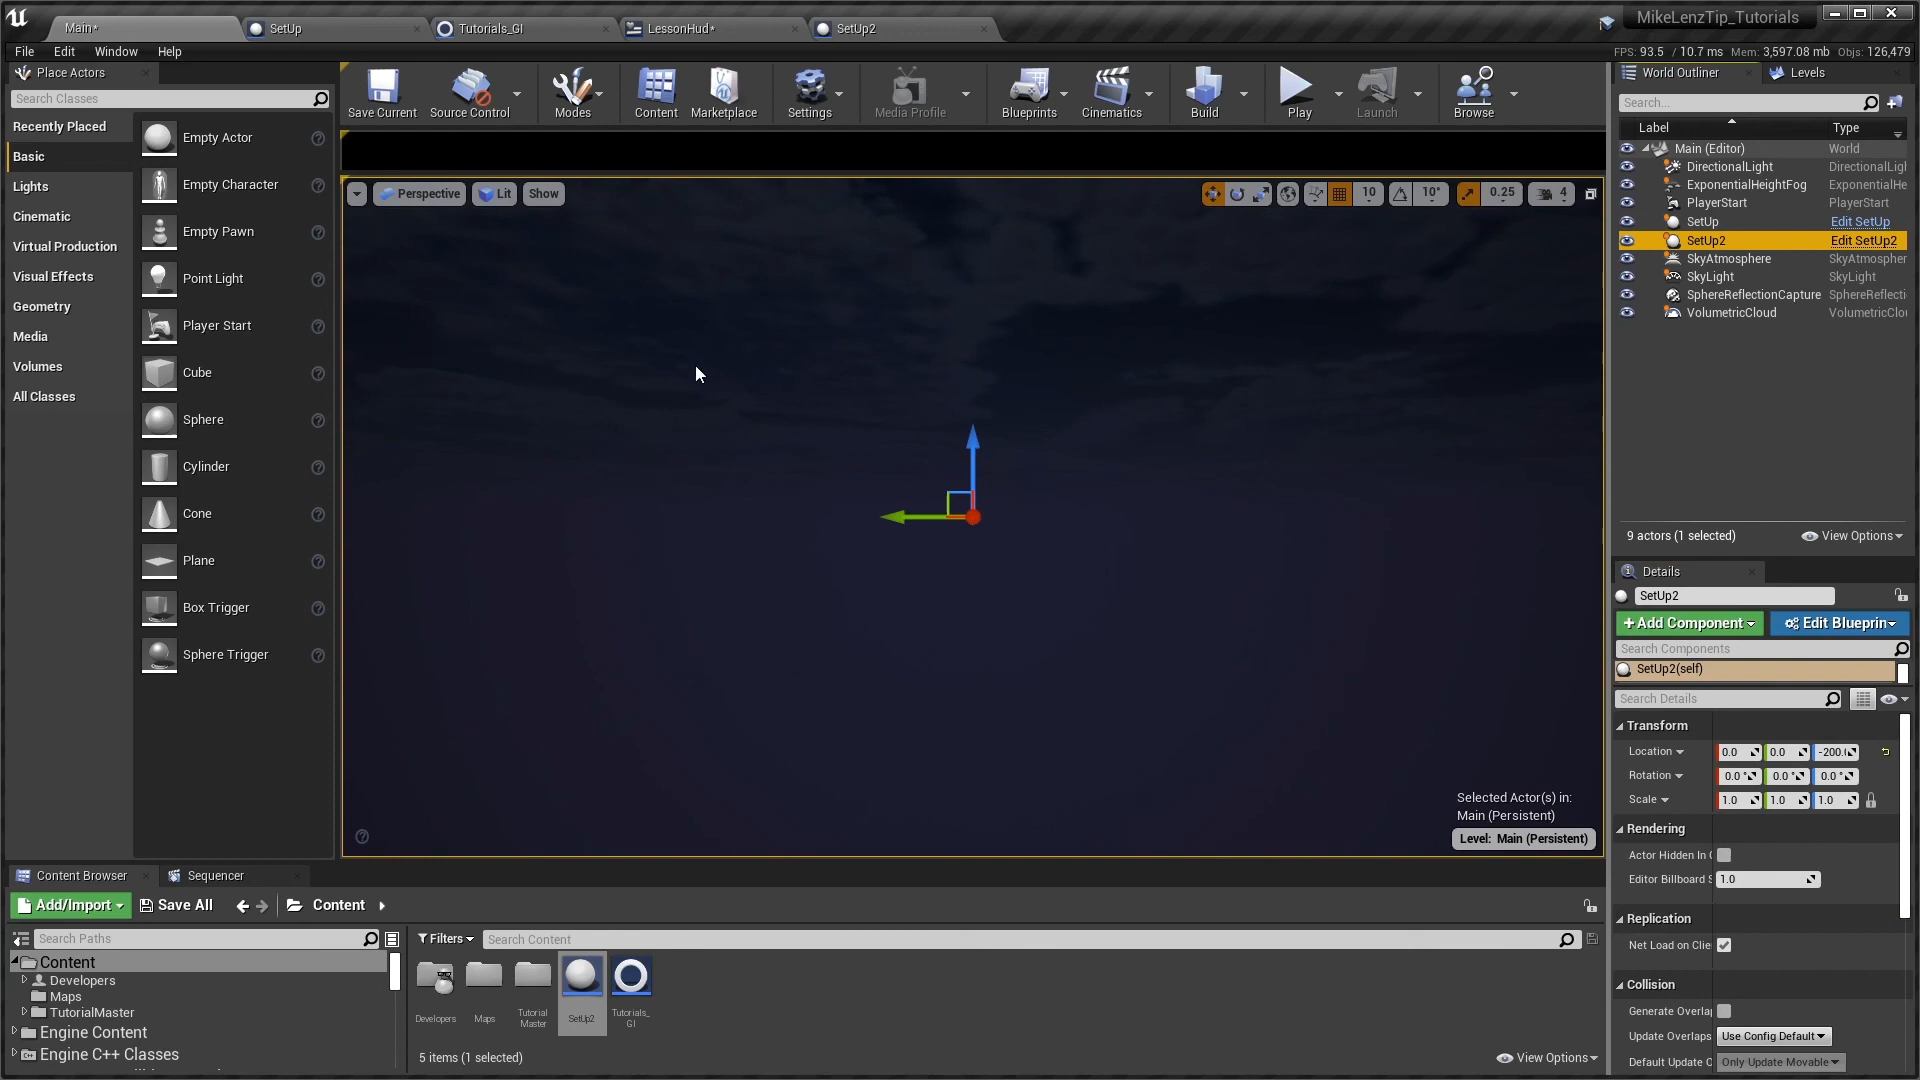 Main*
SetUp
Tutorials_GI
LessonHud*
SetUp2
MikeLenzTip_Tutorials
File Edit Window Help
FPS: 93.5 / 10.7 ms Mem: 3,597.08 mb Objs: 126,479
Place Actors
Search Classes
Recently Placed
Basic
Lights
Cinematic
Virtual Production
Visual Effects
Geometry
Media
Volumes
All Classes
Empty Actor
Empty Character
Empty Pawn
Point Light
Player Start
Cube
Sphere
Cylinder
Cone
Plane
Box Trigger
Sphere Trigger
Save Current
Source Control
Modes
Content
Marketplace
Settings
Media Profile
Blueprints
Cinematics
Build
Play
Launch
Browse
Perspective
Lit
Show
10
10°
0.25
4
Selected Actor(s) in:
Main (Persistent)
Level: Main (Persistent)
World Outliner
Levels
Search...
Label Type
Main (Editor) World
DirectionalLight DirectionalLigh
ExponentialHeightFog ExponentialHe
PlayerStart PlayerStart
SetUp Edit SetUp
SetUp2 Edit SetUp2
SkyAtmosphere SkyAtmospher
SkyLight SkyLight
SphereReflectionCapture SphereReflecti
VolumetricCloud VolumetricClou
9 actors (1 selected)
View Options
Details
SetUp2
+Add Component
Edit Blueprin
Search Components
SetUp2(self)
Search Details
Transform
Location 0.0 0.0 -200.
Rotation 0.0 ° 0.0 ° 0.0 °
Scale 1.0 1.0 1.0
Rendering
Actor Hidden In
Editor Billboard S 1.0
Replication
Net Load on Clie
Collision
Generate Overla
Update Overlaps Use Config Default
Default Update Only Update Movable
Content Browser
Sequencer
Add/Import
Save All
Content
Search Paths
Content
Developers
Maps
TutorialMaster
Engine Content
Engine C++ Classes
Filters
Search Content
Developers
Maps
Tutorial
Master
SetUp2
Tutorials_
GI
5 items (1 selected)
View Options